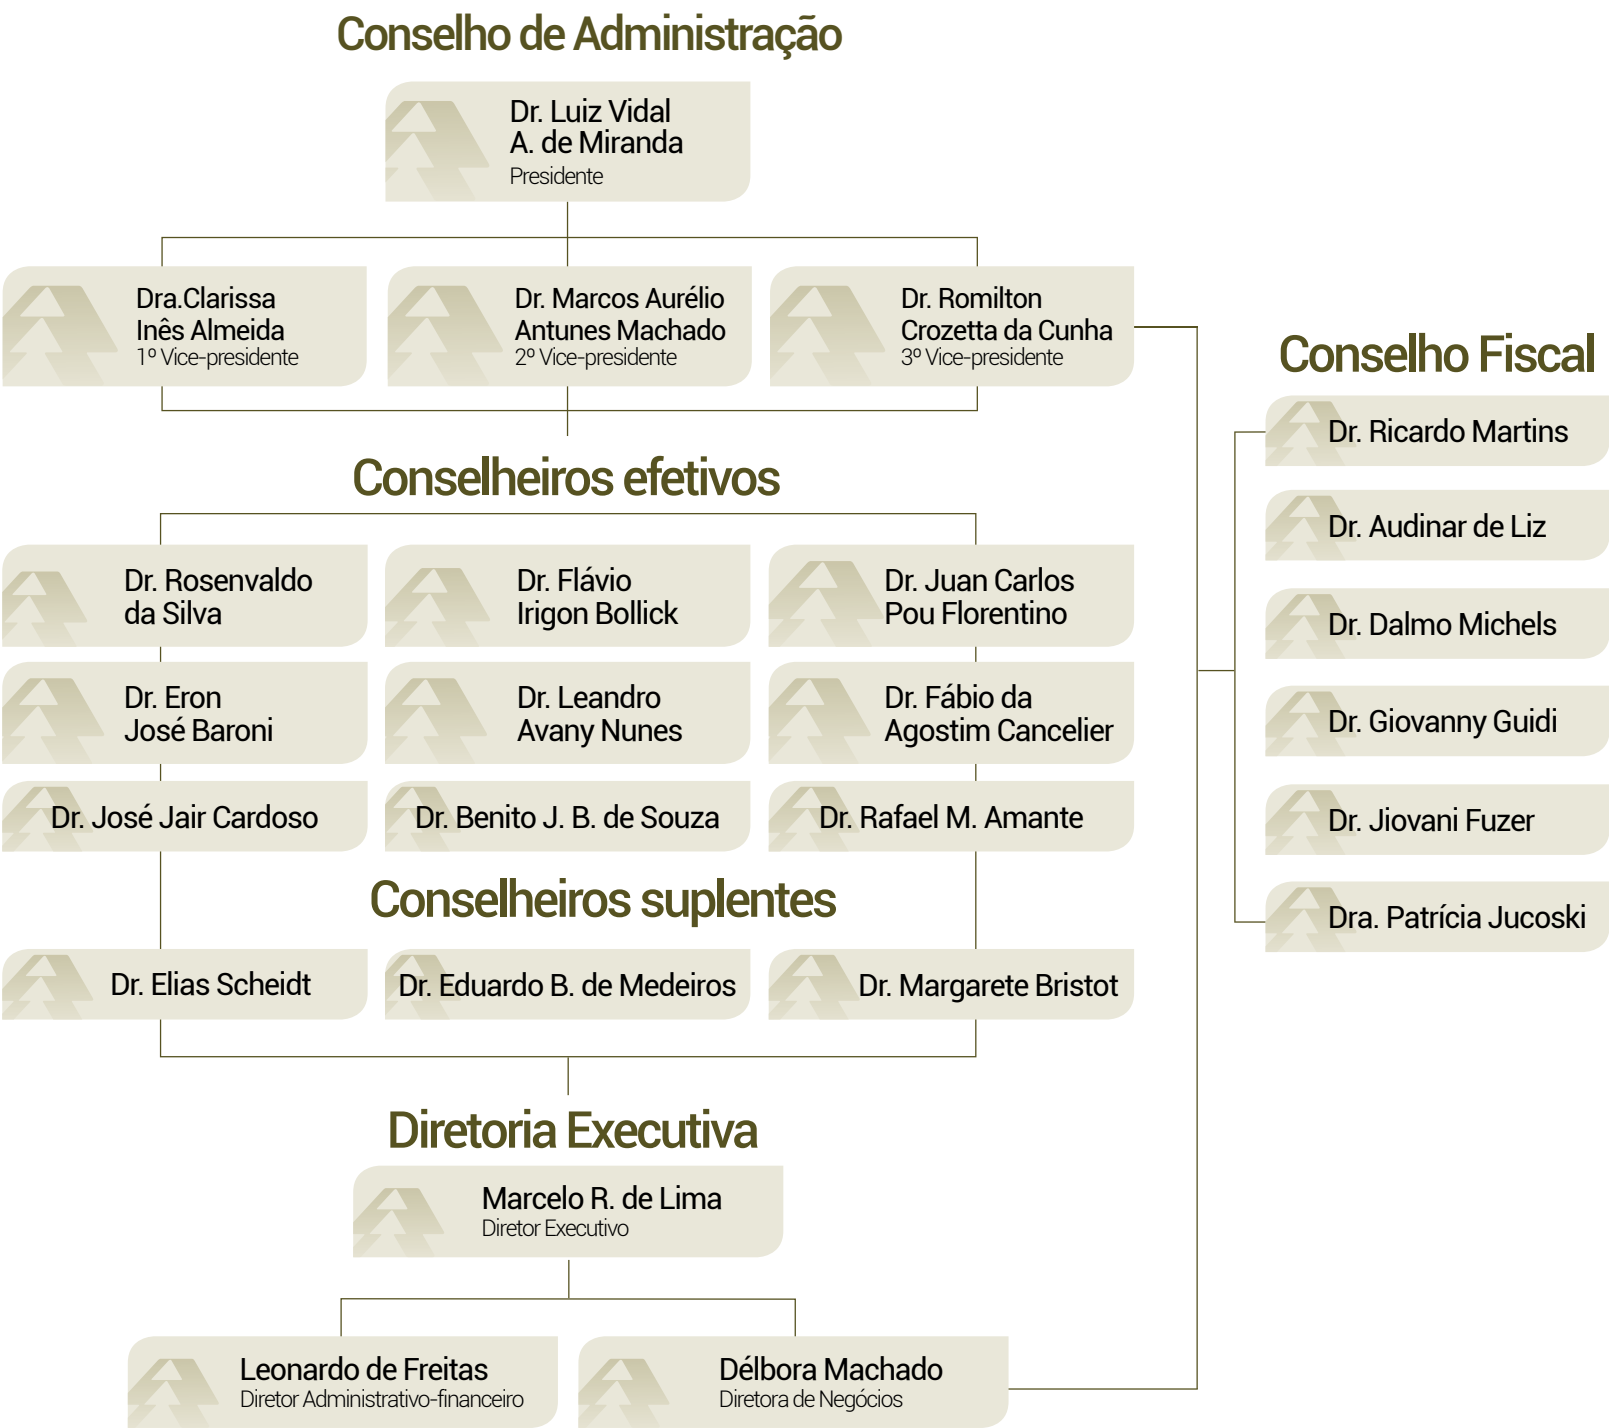 Conselho de Administração
Dr. Luiz Vidal
A. de Miranda
Presidente
Dra.Clarissa
Inês Almeida
1º Vice-presidente
Dr. Marcos Aurélio
Antunes Machado
2º Vice-presidente
Dr. Romilton
Crozetta da Cunha
3º Vice-presidente
Conselheiros efetivos
Dr. Rosenvaldo
da Silva
Dr. Flávio
Irigon Bollick
Dr. Juan Carlos
Pou Florentino
Dr. Eron
José Baroni
Dr. Leandro
Avany Nunes
Dr. Fábio da
Agostim Cancelier
Dr. José Jair Cardoso
Dr. Benito J. B. de Souza
Dr. Rafael M. Amante
Conselheiros suplentes
Dr. Elias Scheidt
Dr. Eduardo B. de Medeiros
Dr. Margarete Bristot
Diretoria Executiva
Marcelo R. de Lima
Diretor Executivo
Leonardo de Freitas
Diretor Administrativo-financeiro
Délbora Machado
Diretora de Negócios
Conselho Fiscal
Dr. Ricardo Martins
Dr. Audinar de Liz
Dr. Dalmo Michels
Dr. Giovanny Guidi
Dr. Jiovani Fuzer
Dra. Patrícia Jucoski